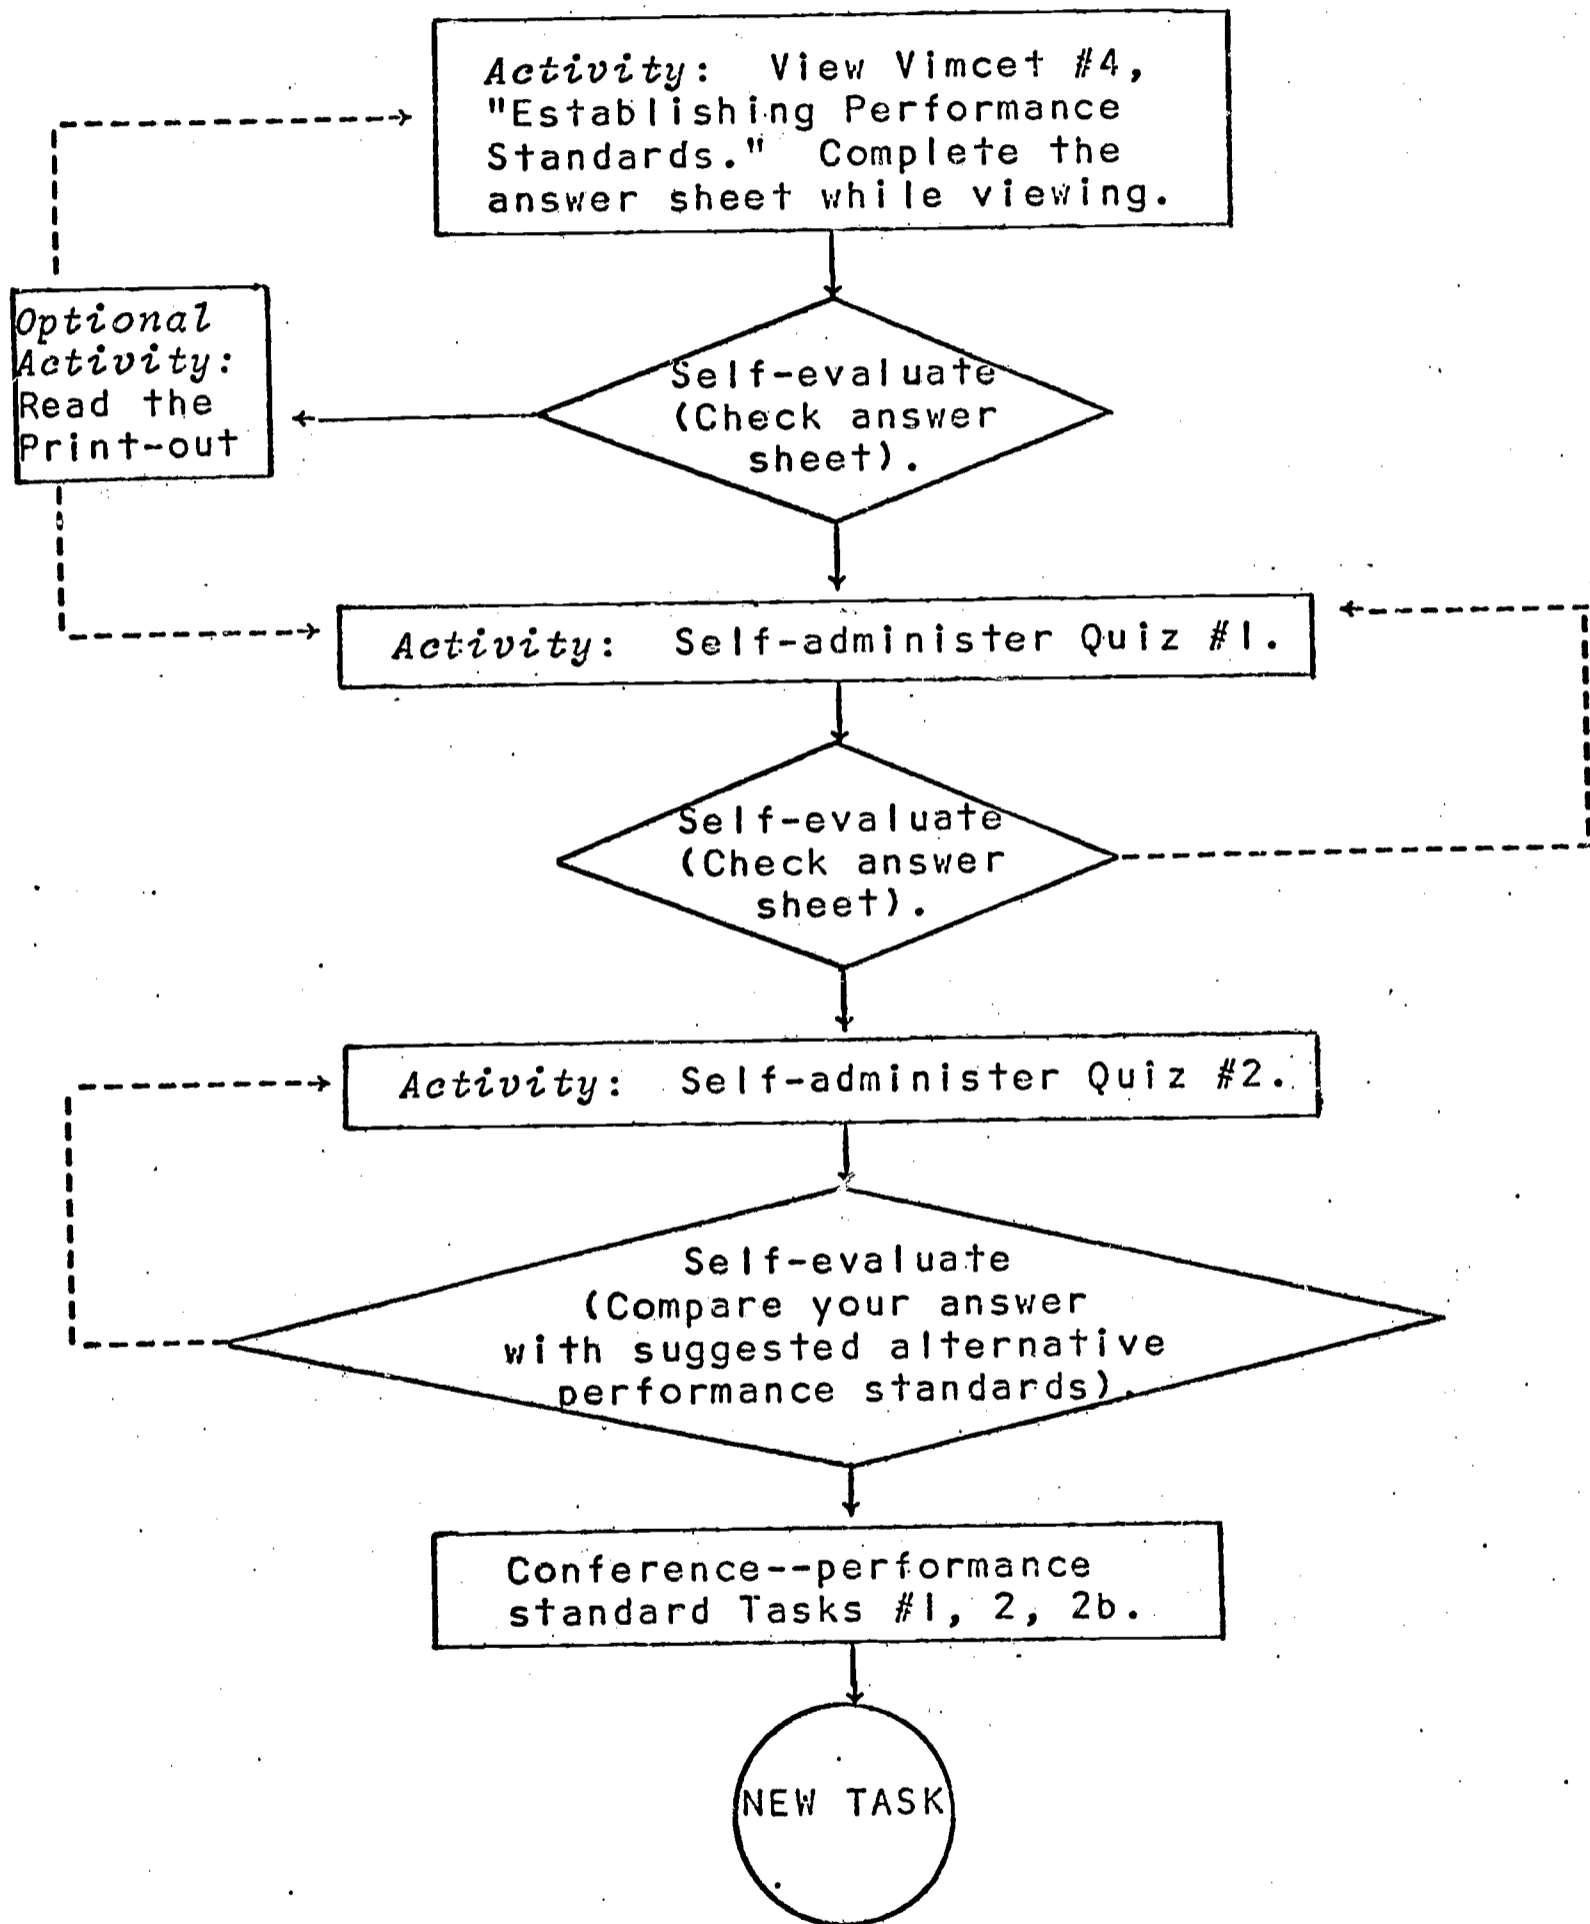 Activity: View Vimcet #4,
"Establishing Performance
Standards." Complete the
answer sheet while viewing.
Optional
Activity:
Read the
Print-out
Self-evaluate
(Check answer
sheet).
Activity: Self-administer Quiz #1.
Self-evaluate
(Check answer
sheet).
Activity: Self-administer Quiz #2.
Self-evaluate
(Compare your answer
with suggested alternative
performance standards).
Conference--performance
standard Tasks #1, 2, 2b.
NEW TASK